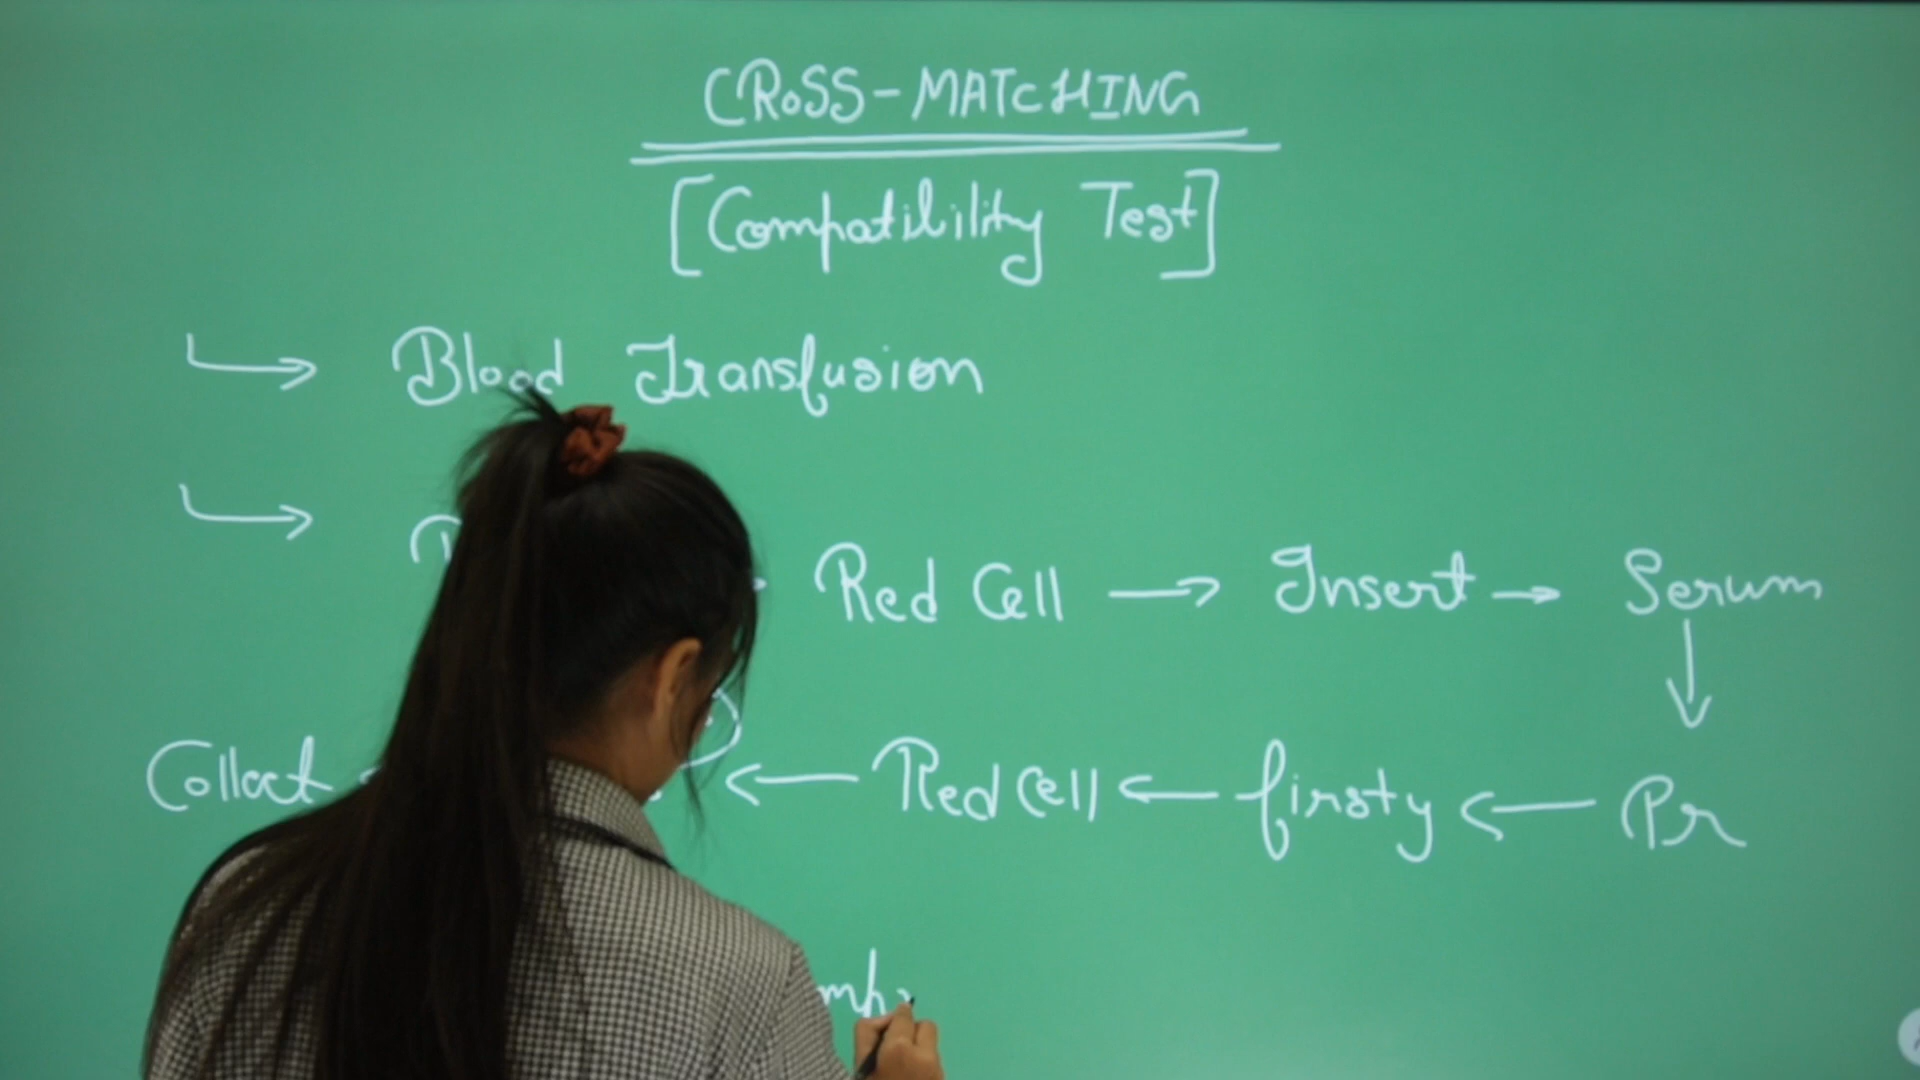 CRoSS-MATCHING
[Compatibility Test]
↳ Blood Transfusion
↳ Red Cell → Insert → Serum
↓
Collect ← Red Cell ← firsty ← Pr